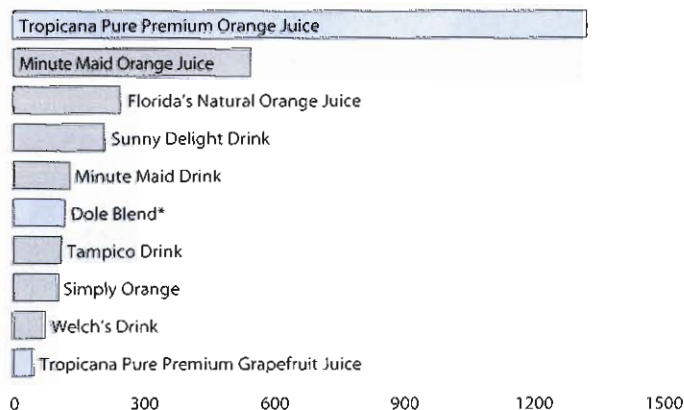 Tropicana Pure Premium Orange Juice
Minute Maid Orange Juice
Florida's Natural Orange Juice
Sunny Delight Drink
Minute Maid Drink
Dole Blend*
Tampico Drink
Simply Orange
Welch's Drink
Tropicana Pure Premium Grapefruit Juice
0 300 600 900 1200 1500